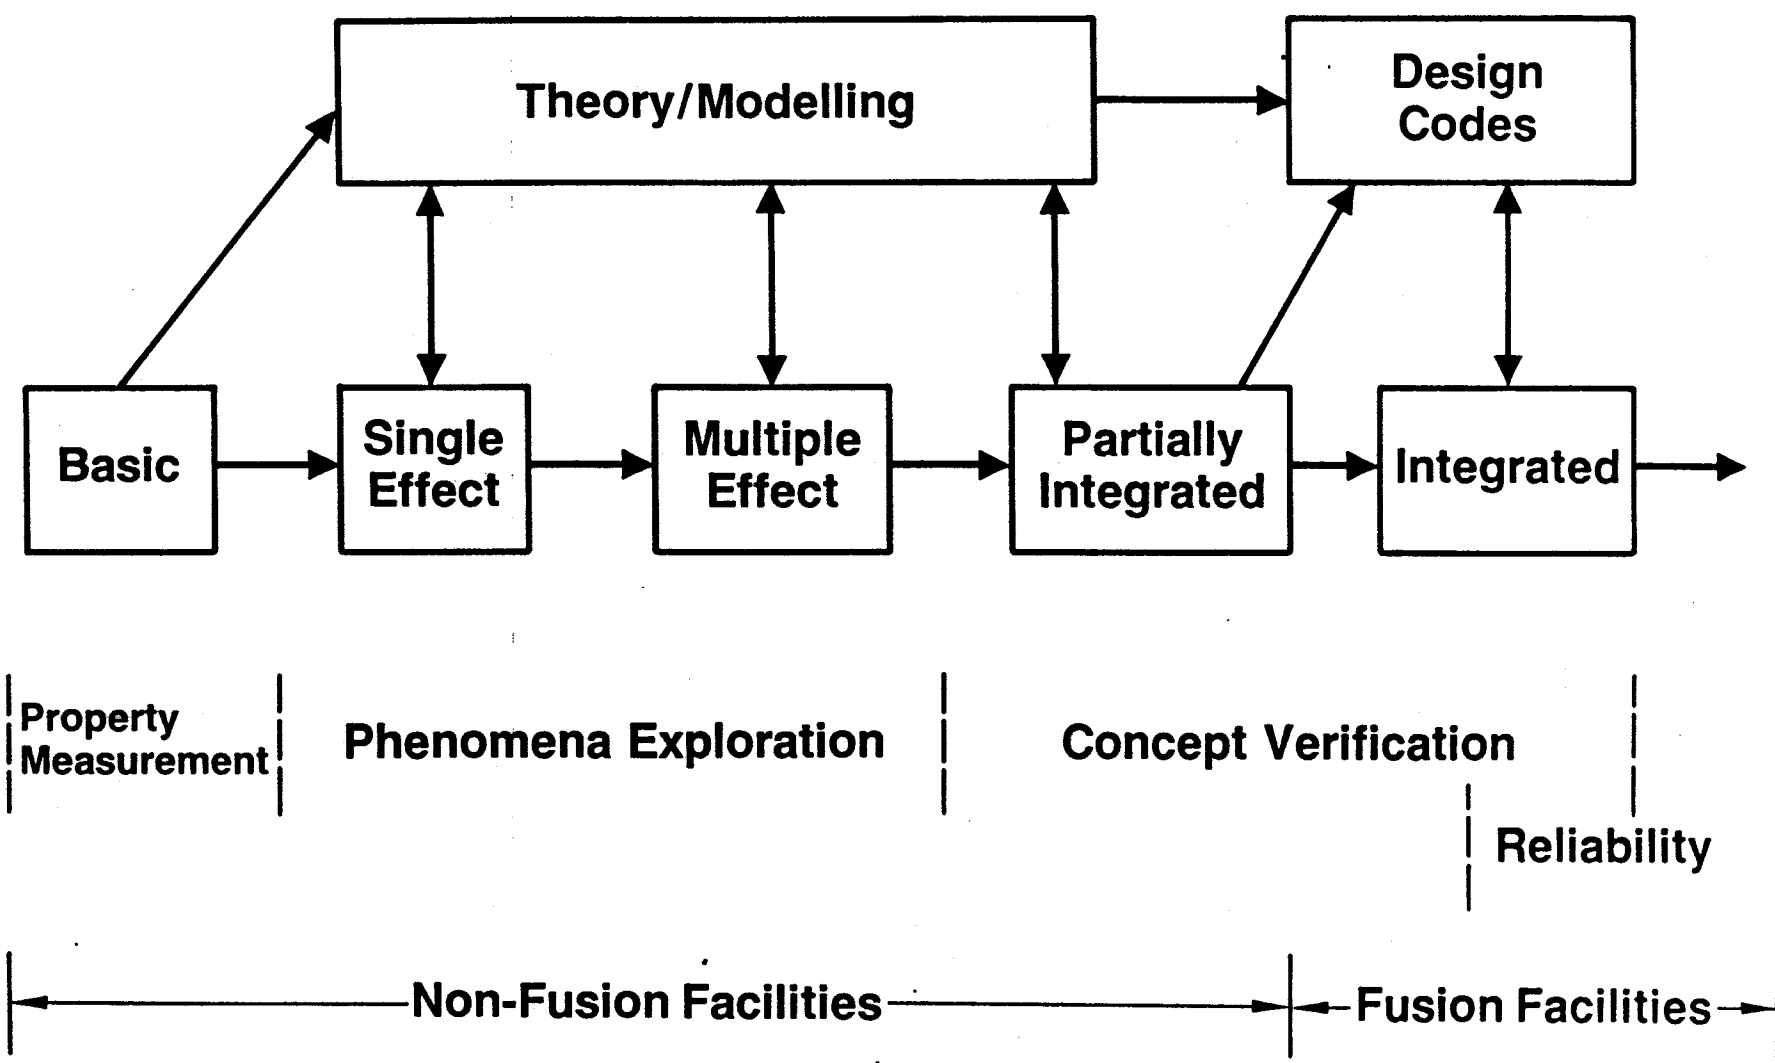 Theory/Modelling
Design
Codes
Basic
Single
Effect
Multiple
Effect
Partially
Integrated
Integrated
Property
Measurement
Phenomena Exploration
Concept Verification
Reliability
Non-Fusion Facilities
Fusion Facilities